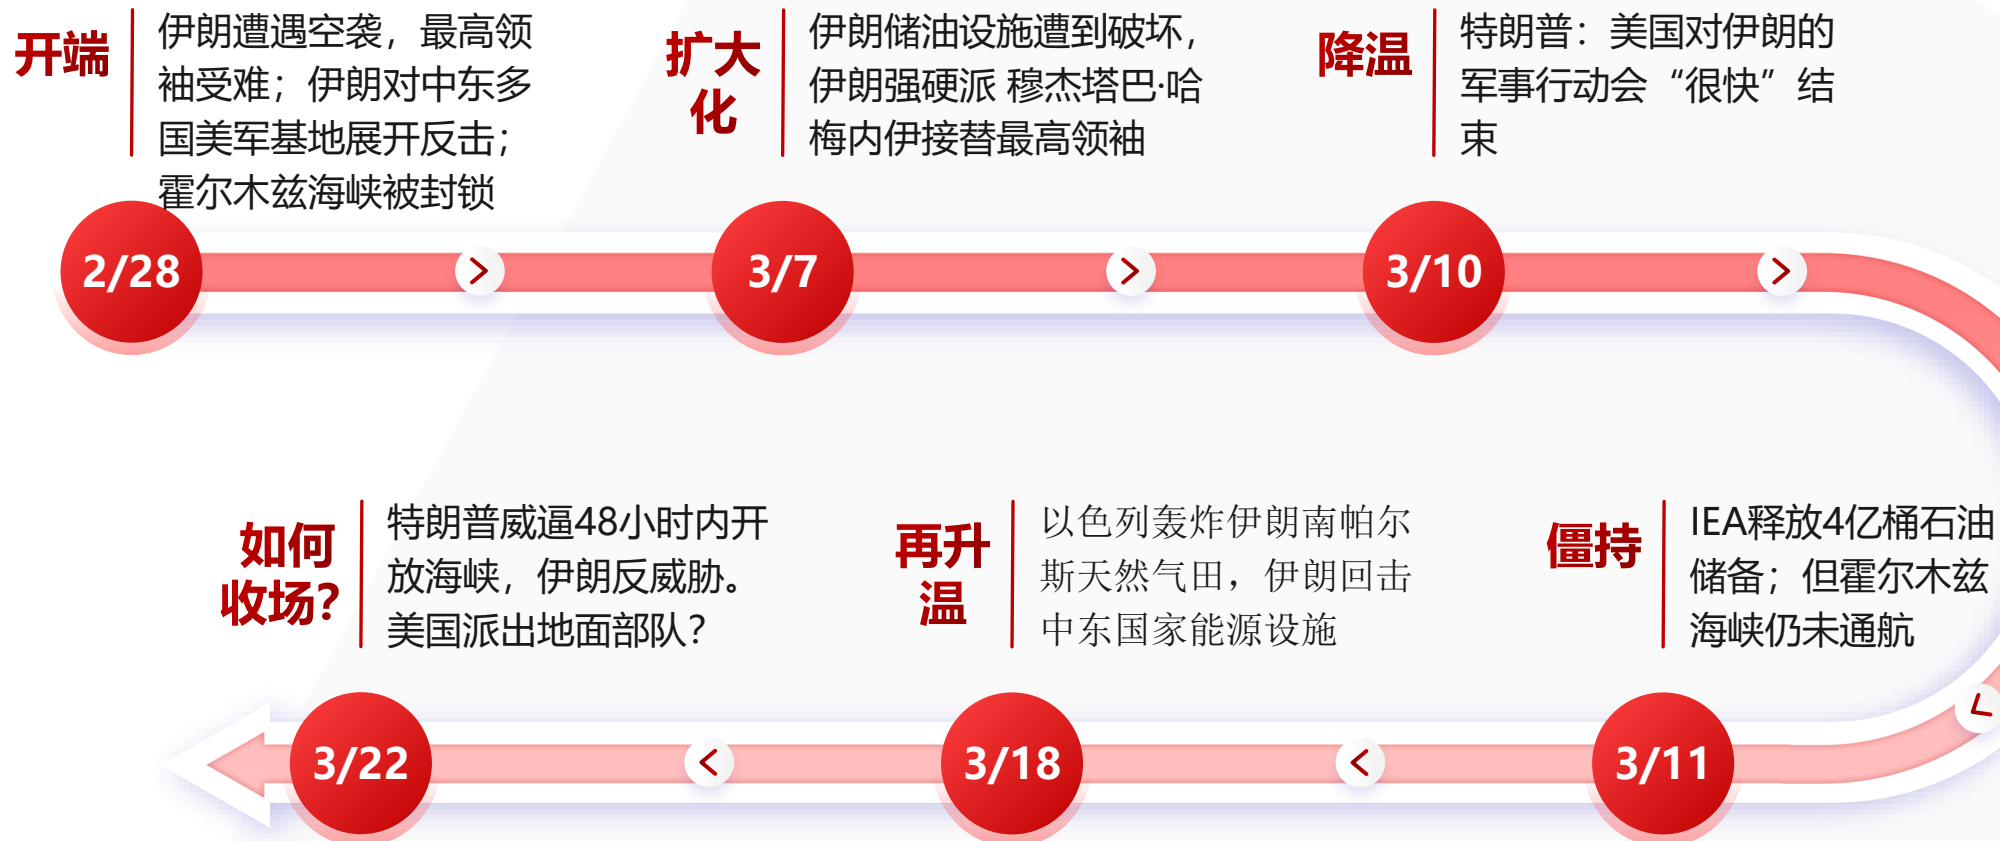 开端
伊朗遭遇空袭，最高领
袖受难；伊朗对中东多
国美军基地展开反击；
霍尔木兹海峡被封锁
2/28
扩大
化
伊朗储油设施遭到破坏，
伊朗强硬派 穆杰塔巴·哈
梅内伊接替最高领袖
3/7
降温
特朗普：美国对伊朗的
军事行动会“很快”结
束
3/10
僵持
IEA释放4亿桶石油
储备；但霍尔木兹
海峡仍未通航
3/11
再升
温
以色列轰炸伊朗南帕尔
斯天然气田，伊朗回击
中东国家能源设施
3/18
如何
收场？
特朗普威逼48小时内开
放海峡，伊朗反威胁。
美国派出地面部队？
3/22